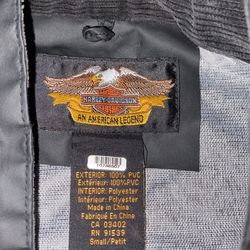 HARLEY-DAVIDSON
AN AMERICAN LEGEND
EXTERIOR: 100% PVC
Extérieur: 100%PVC
INTERIOR: Polyester
Intérieur: Polyester
Made in China
Fabriqué En China
CA 03402
RN 91539
Small/Petit